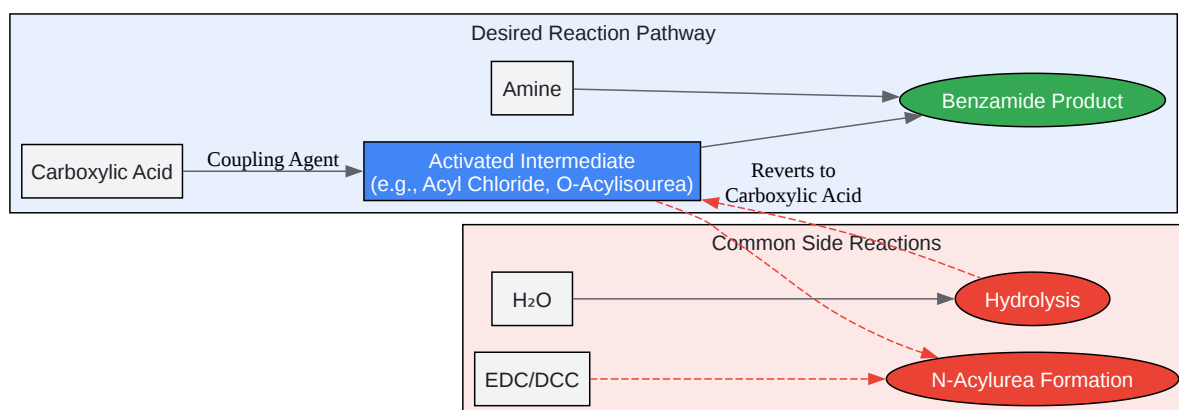 Desired Reaction Pathway
Amine
Benzamide Product
Carboxylic Acid
Coupling Agent
Activated Intermediate
(e.g., Acyl Chloride, O-Acylisourea)
Reverts to
Carboxylic Acid
Common Side Reactions
H₂O
Hydrolysis
EDC/DCC
N-Acylurea Formation